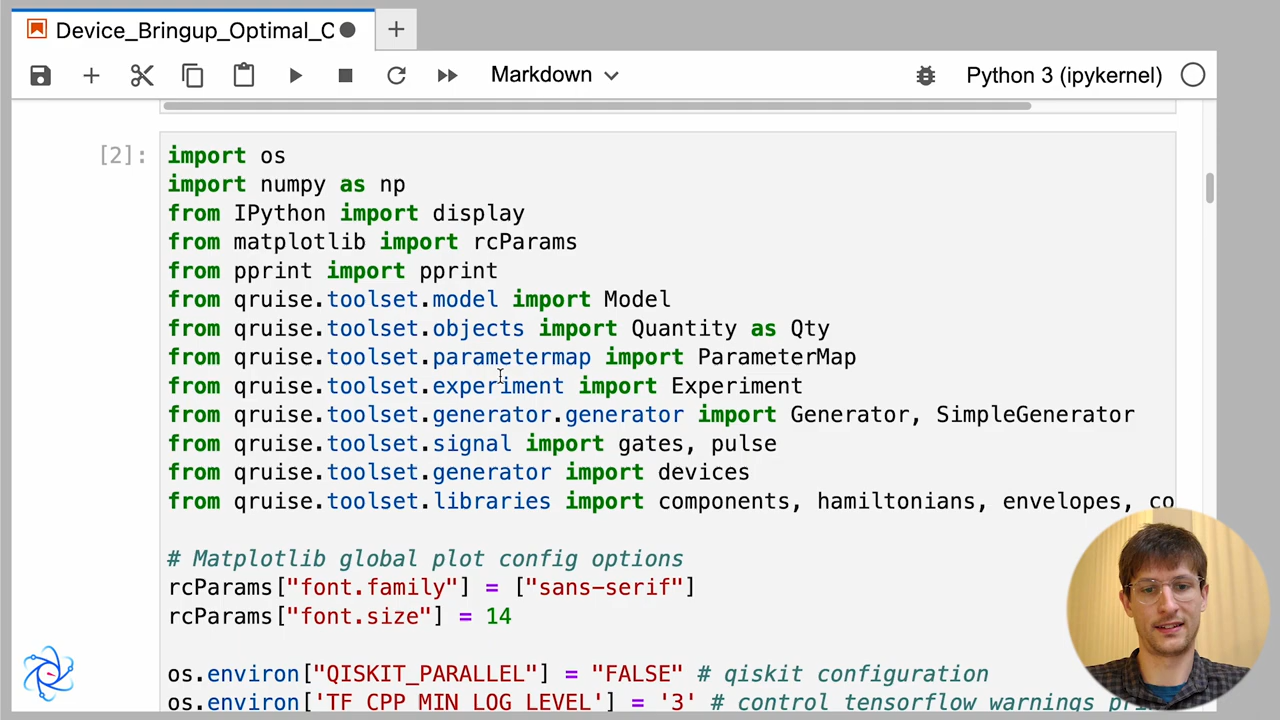 Device_Bringup_Optimal_C
Markdown
Python 3 (ipykernel)
[2]:
import os
import numpy as np
from IPython import display
from matplotlib import rcParams
from pprint import pprint
from qruise.toolset.model import Model
from qruise.toolset.objects import Quantity as Qty
from qruise.toolset.parametermap import ParameterMap
from qruise.toolset.experiment import Experiment
from qruise.toolset.generator.generator import Generator, SimpleGenerator
from qruise.toolset.signal import gates, pulse
from qruise.toolset.generator import devices
from qruise.toolset.libraries import components, hamiltonians, envelopes, co
# Matplotlib global plot config options
rcParams["font.family"] = ["sans-serif"]
rcParams["font.size"] = 14
os.environ["QISKIT_PARALLEL"] = "FALSE" # qiskit configuration
os.environ['TF_CPP_MIN_LOG_LEVEL'] = '3' # control tensorflow warnings